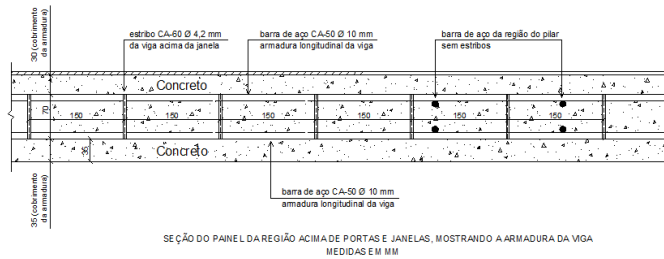 30 (cobrimento
da armadura)
estribo CA-60 Ø 4,2 mm
da viga acima da janela
barra de aço CA-50 Ø 10 mm
armadura longitudinal da viga
barra de aço da região do pilar
sem estribos
Concreto
70
150 150 150 150 150 150
35
Concreto
35 (cobrimento
da armadura)
barra de aço CA-50 Ø 10 mm
armadura longitudinal da viga
SEÇÃO DO PAINEL DA REGIÃO ACIMA DE PORTAS E JANELAS, MOSTRANDO A ARMADURA DA VIGA
MEDIDAS EM MM